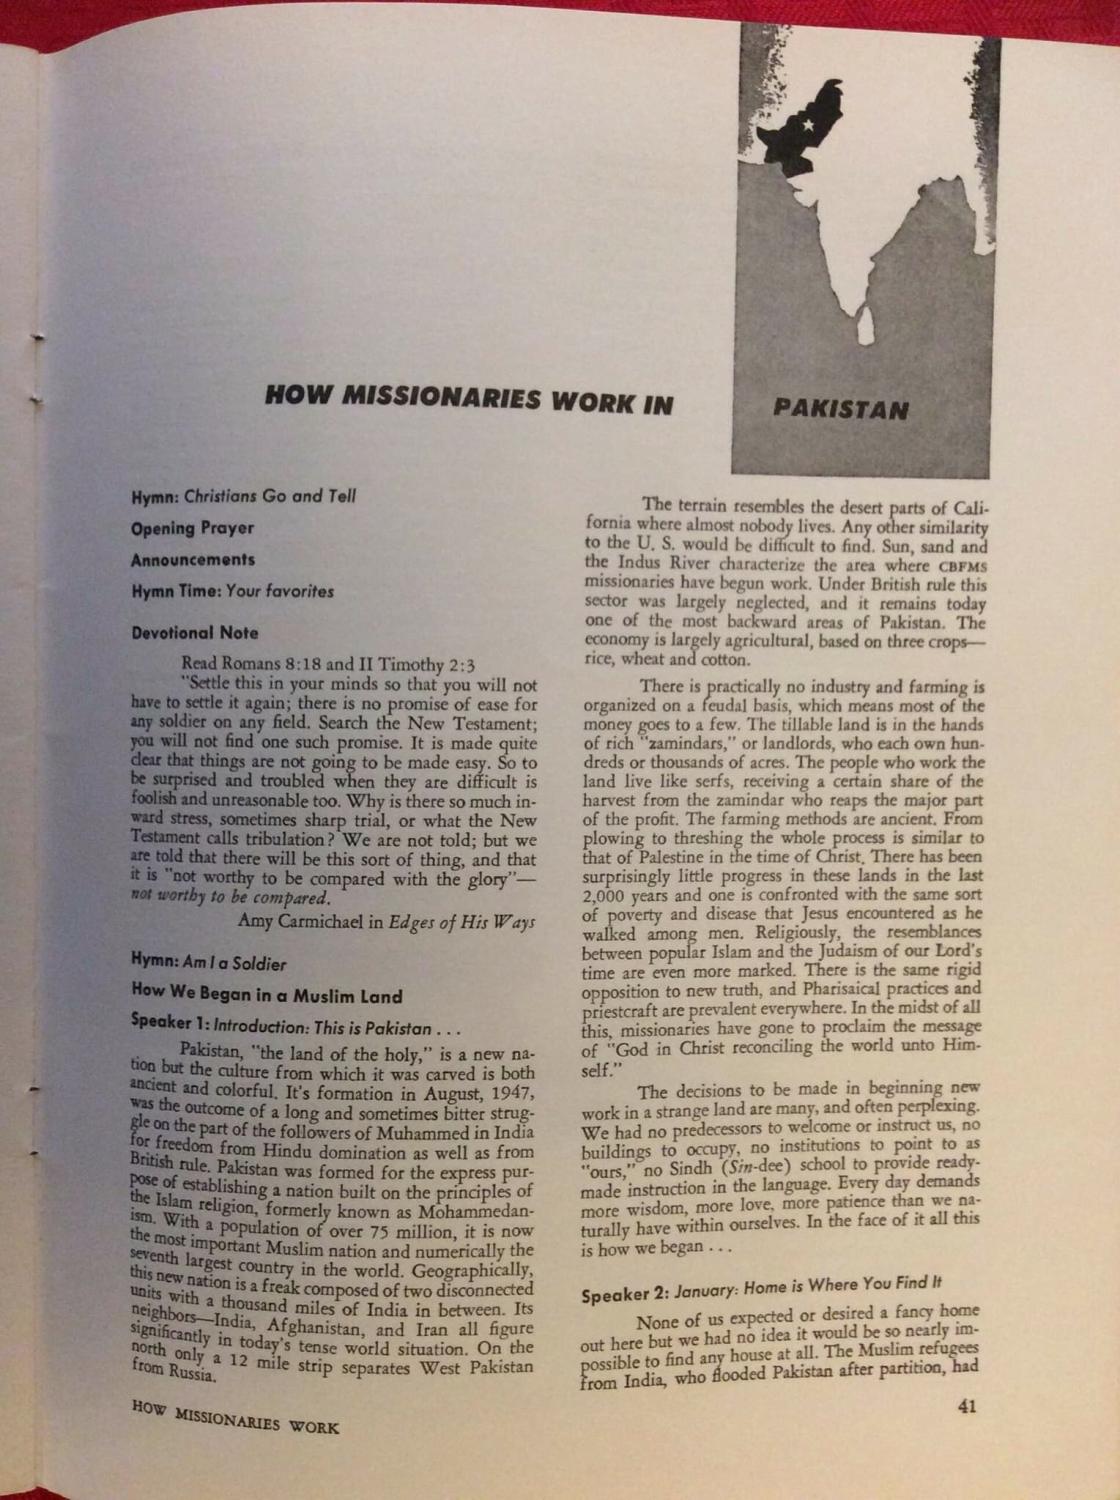 HOW MISSIONARIES WORK IN PAKISTAN
Hymn: Christians Go and Tell
Opening Prayer
Announcements
Hymn Time: Your favorites
Devotional Note
Read Romans 8:18 and II Timothy 2:3
"Settle this in your minds so that you will not
have to settle it again; there is no promise of ease for
any soldier on any field. Search the New Testament;
you will not find one such promise. It is made quite
clear that things are not going to be made easy. So to
be surprised and troubled when they are difficult is
foolish and unreasonable too. Why is there so much in-
ward stress, sometimes sharp trial, or what the New
Testament calls tribulation? We are not told; but we
are told that there will be this sort of thing, and that
it is "not worthy to be compared with the glory"—
not worthy to be compared.
Amy Carmichael in Edges of His Ways
Hymn: Am I a Soldier
How We Began in a Muslim Land
Speaker 1: Introduction: This is Pakistan . . .
Pakistan, "the land of the holy," is a new na-
tion but the culture from which it was carved is both
ancient and colorful. It's formation in August, 1947,
was the outcome of a long and sometimes bitter strug-
gle on the part of the followers of Muhammed in India
for freedom from Hindu domination as well as from
British rule. Pakistan was formed for the express pur-
pose of establishing a nation built on the principles of
the Islam religion, formerly known as Mohammedan-
ism. With a population of over 75 million, it is now
the most important Muslim nation and numerically the
seventh largest country in the world. Geographically,
this new nation is a freak composed of two disconnected
units with a thousand miles of India in between. Its
neighbors—India, Afghanistan, and Iran all figure
significantly in today's tense world situation. On the
north only a 12 mile strip separates West Pakistan
from Russia.
The terrain resembles the desert parts of Cali-
fornia where almost nobody lives. Any other similarity
to the U. S. would be difficult to find. Sun, sand and
the Indus River characterize the area where CBFMS
missionaries have begun work. Under British rule this
sector was largely neglected, and it remains today
one of the most backward areas of Pakistan. The
economy is largely agricultural, based on three crops—
rice, wheat and cotton.
There is practically no industry and farming is
organized on a feudal basis, which means most of the
money goes to a few. The tillable land is in the hands
of rich "zamindars," or landlords, who each own hun-
dreds or thousands of acres. The people who work the
land live like serfs, receiving a certain share of the
harvest from the zamindar who reaps the major part
of the profit. The farming methods are ancient. From
plowing to threshing the whole process is similar to
that of Palestine in the time of Christ. There has been
surprisingly little progress in these lands in the last
2,000 years and one is confronted with the same sort
of poverty and disease that Jesus encountered as he
walked among men. Religiously, the resemblances
between popular Islam and the Judaism of our Lord's
time are even more marked. There is the same rigid
opposition to new truth, and Pharisaical practices and
priestcraft are prevalent everywhere. In the midst of all
this, missionaries have gone to proclaim the message
of "God in Christ reconciling the world unto Him-
self."
The decisions to be made in beginning new
work in a strange land are many, and often perplexing.
We had no predecessors to welcome or instruct us, no
buildings to occupy, no institutions to point to as
"ours," no Sindh (Sin-dee) school to provide ready-
made instruction in the language. Every day demands
more wisdom, more love, more patience than we na-
turally have within ourselves. In the face of it all this
is how we began . . .
Speaker 2: January: Home is Where You Find It
None of us expected or desired a fancy home
out here but we had no idea it would be so nearly im-
possible to find any house at all. The Muslim refugees
from India, who flooded Pakistan after partition, had
HOW MISSIONARIES WORK
41